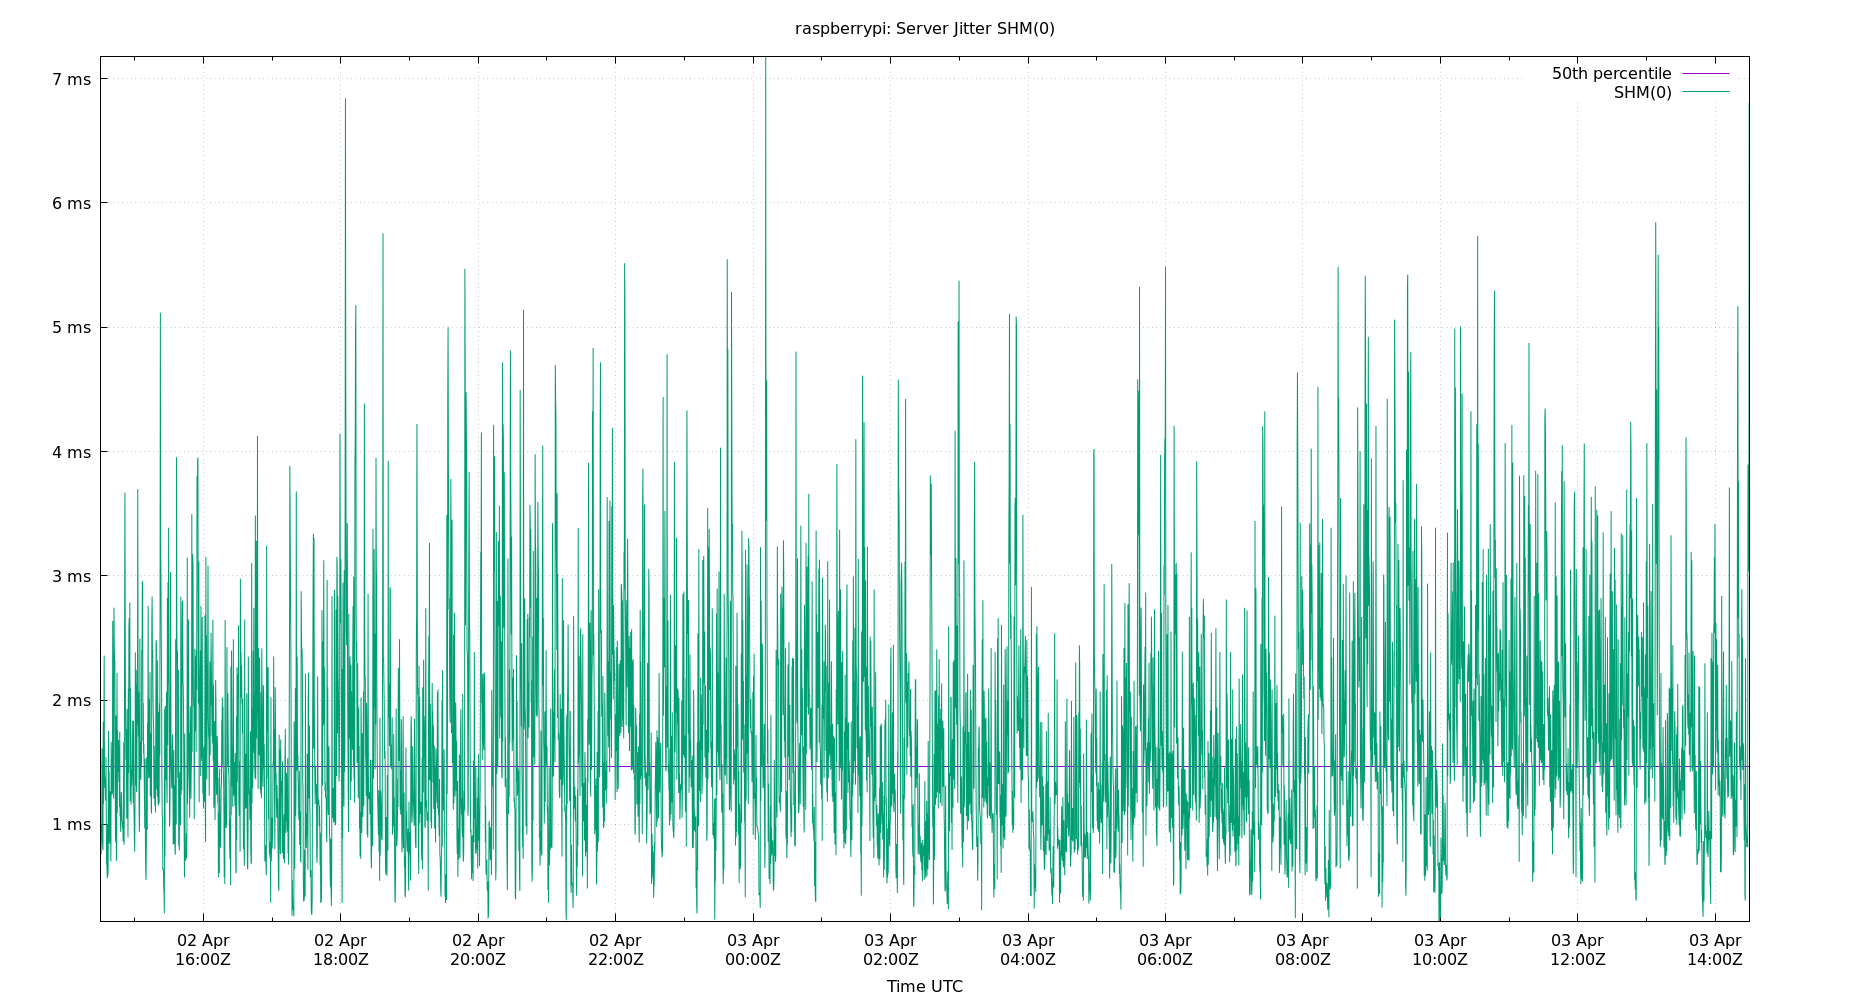 raspberrypi: Server Jitter SHM(0)
50th percentile
SHM(0)
7 ms
6 ms
5 ms
4 ms
3 ms
2 ms
1 ms
02 Apr 02 Apr 02 Apr 02 Apr 03 Apr 03 Apr 03 Apr 03 Apr 03 Apr 03 Apr 03 Apr 03 Apr
16:00Z 18:00Z 20:00Z 22:00Z 00:00Z 02:00Z 04:00Z 06:00Z 08:00Z 10:00Z 12:00Z 14:00Z
Time UTC